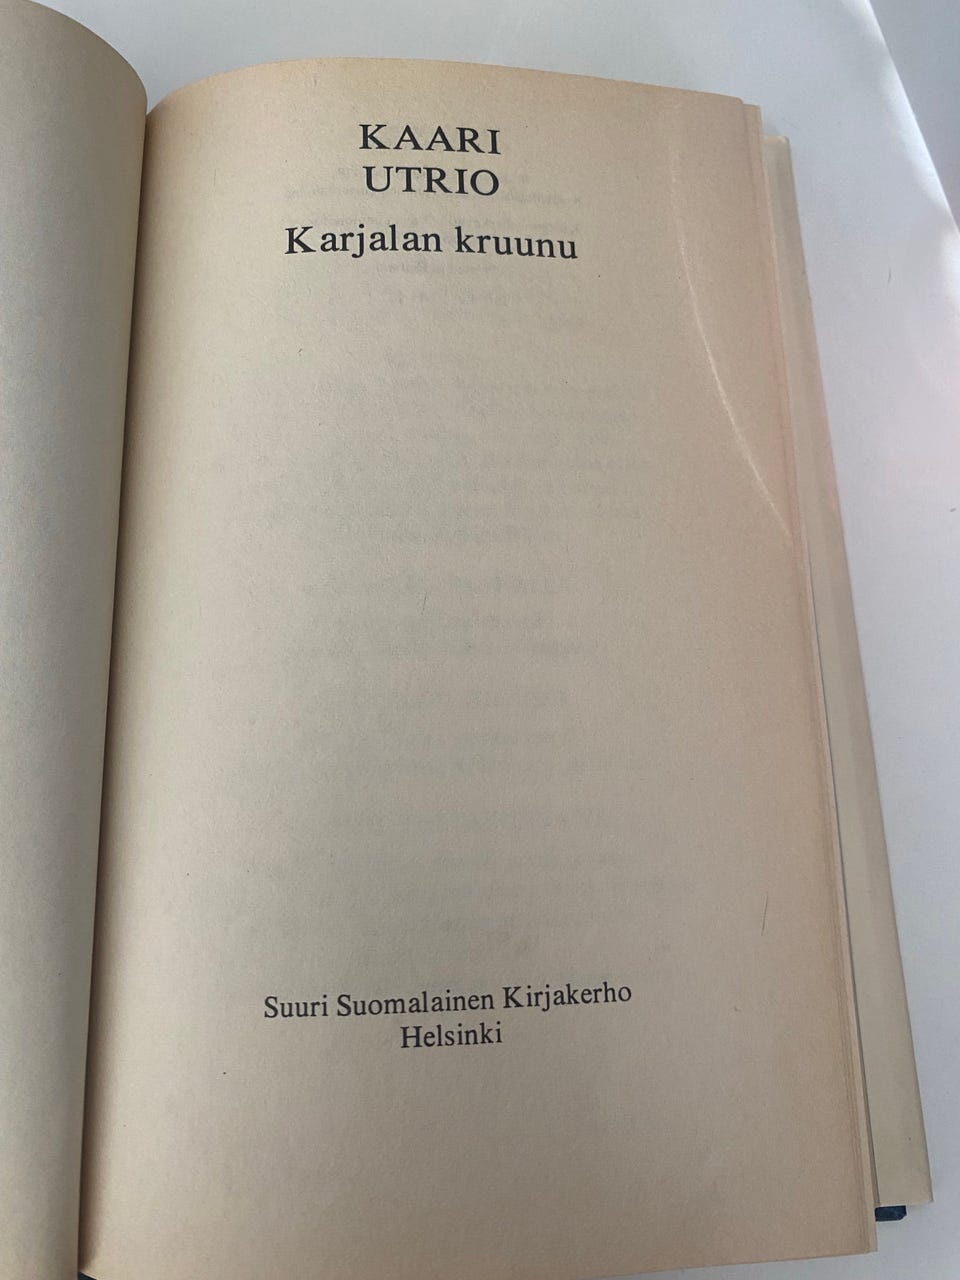 KAARI
UTRIO
Karjalan kruunu
Suuri Suomalainen Kirjakerho
Helsinki